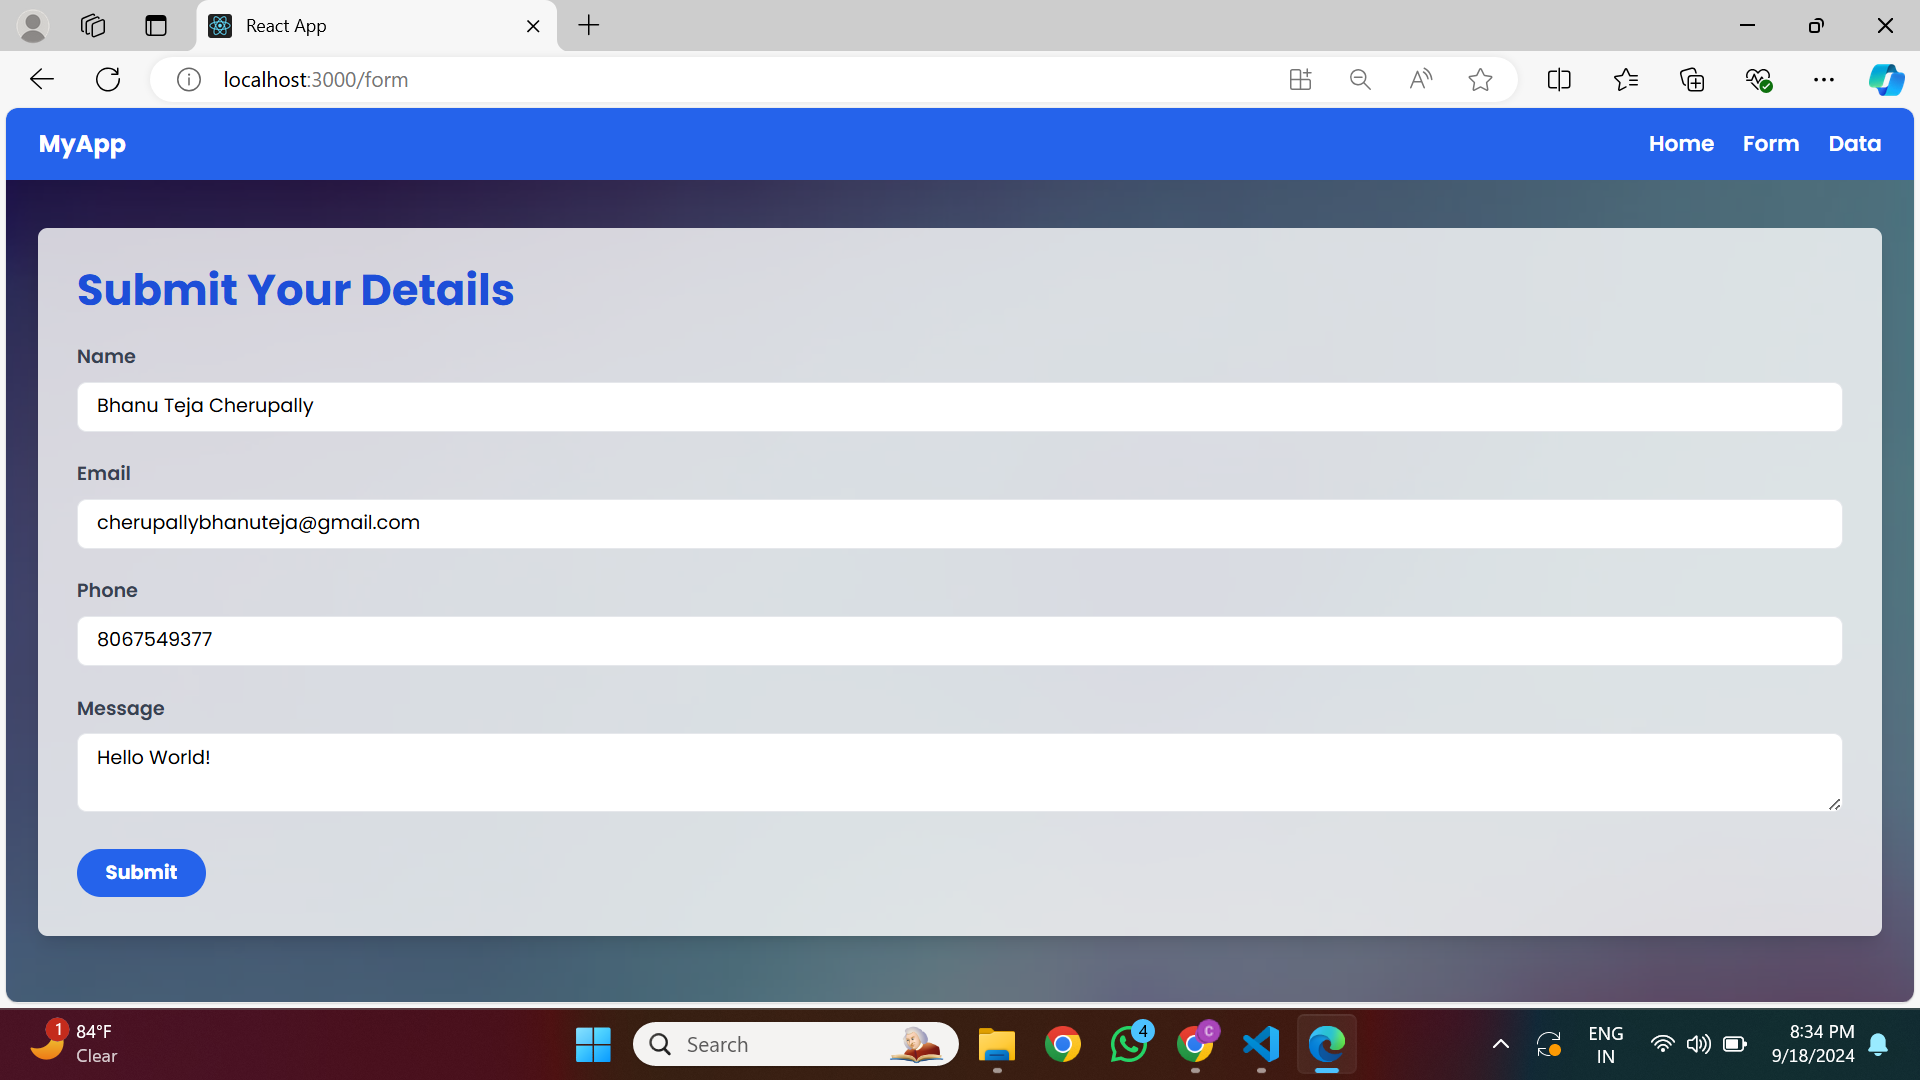 React App
localhost:3000/form
MyApp
Home Form Data
Submit Your Details
Name
Bhanu Teja Cherupally
Email
cherupallybhanuteja@gmail.com
Phone
8067549377
Message
Hello World!
Submit
1
84°F
Clear
Search
4
C
ENG
IN
8:34 PM
9/18/2024